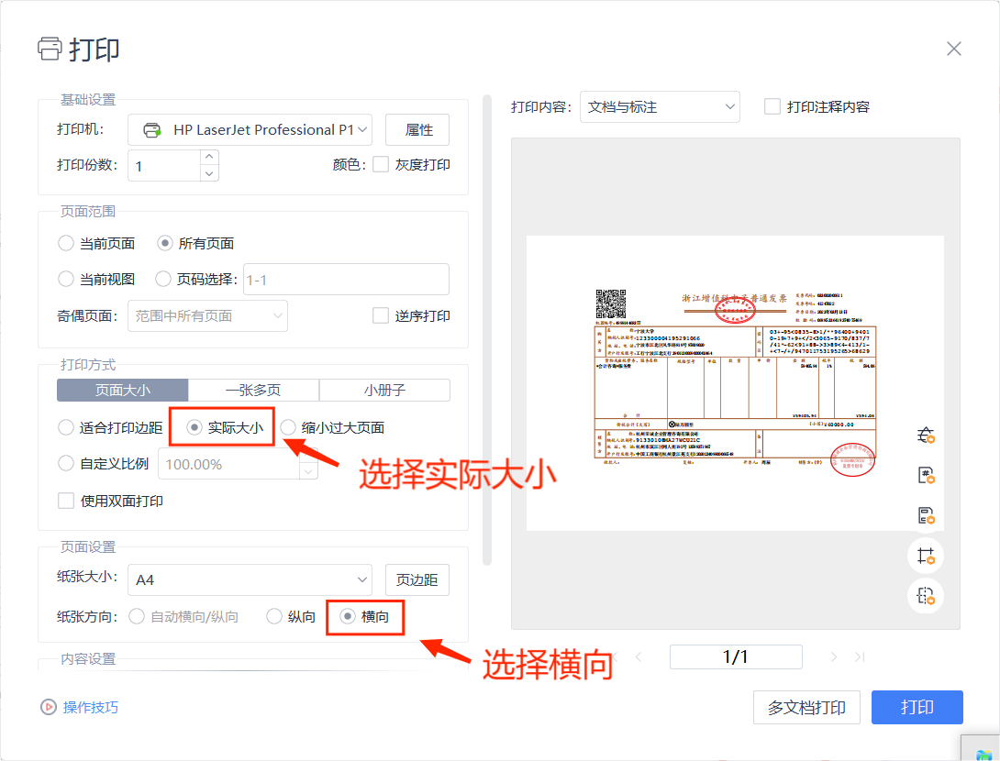 打印
基础设置
打印机：
HP LaserJet Professional P1
属性
打印份数：
1
颜色：
灰度打印
页面范围
当前页面
所有页面
当前视图
页码选择：
1-1
奇偶页面：
范围中所有页面
逆序打印
打印方式
页面大小
一张多页
小册子
适合打印边距
实际大小
缩小过大页面
自定义比例
100.00%
选择实际大小
使用双面打印
页面设置
纸张大小：
A4
页边距
纸张方向：
自动横向/纵向
纵向
横向
选择横向
内容设置
操作技巧
打印内容：
文档与标注
打印注释内容
浙江增值税电子普通发票
1/1
多文档打印
打印